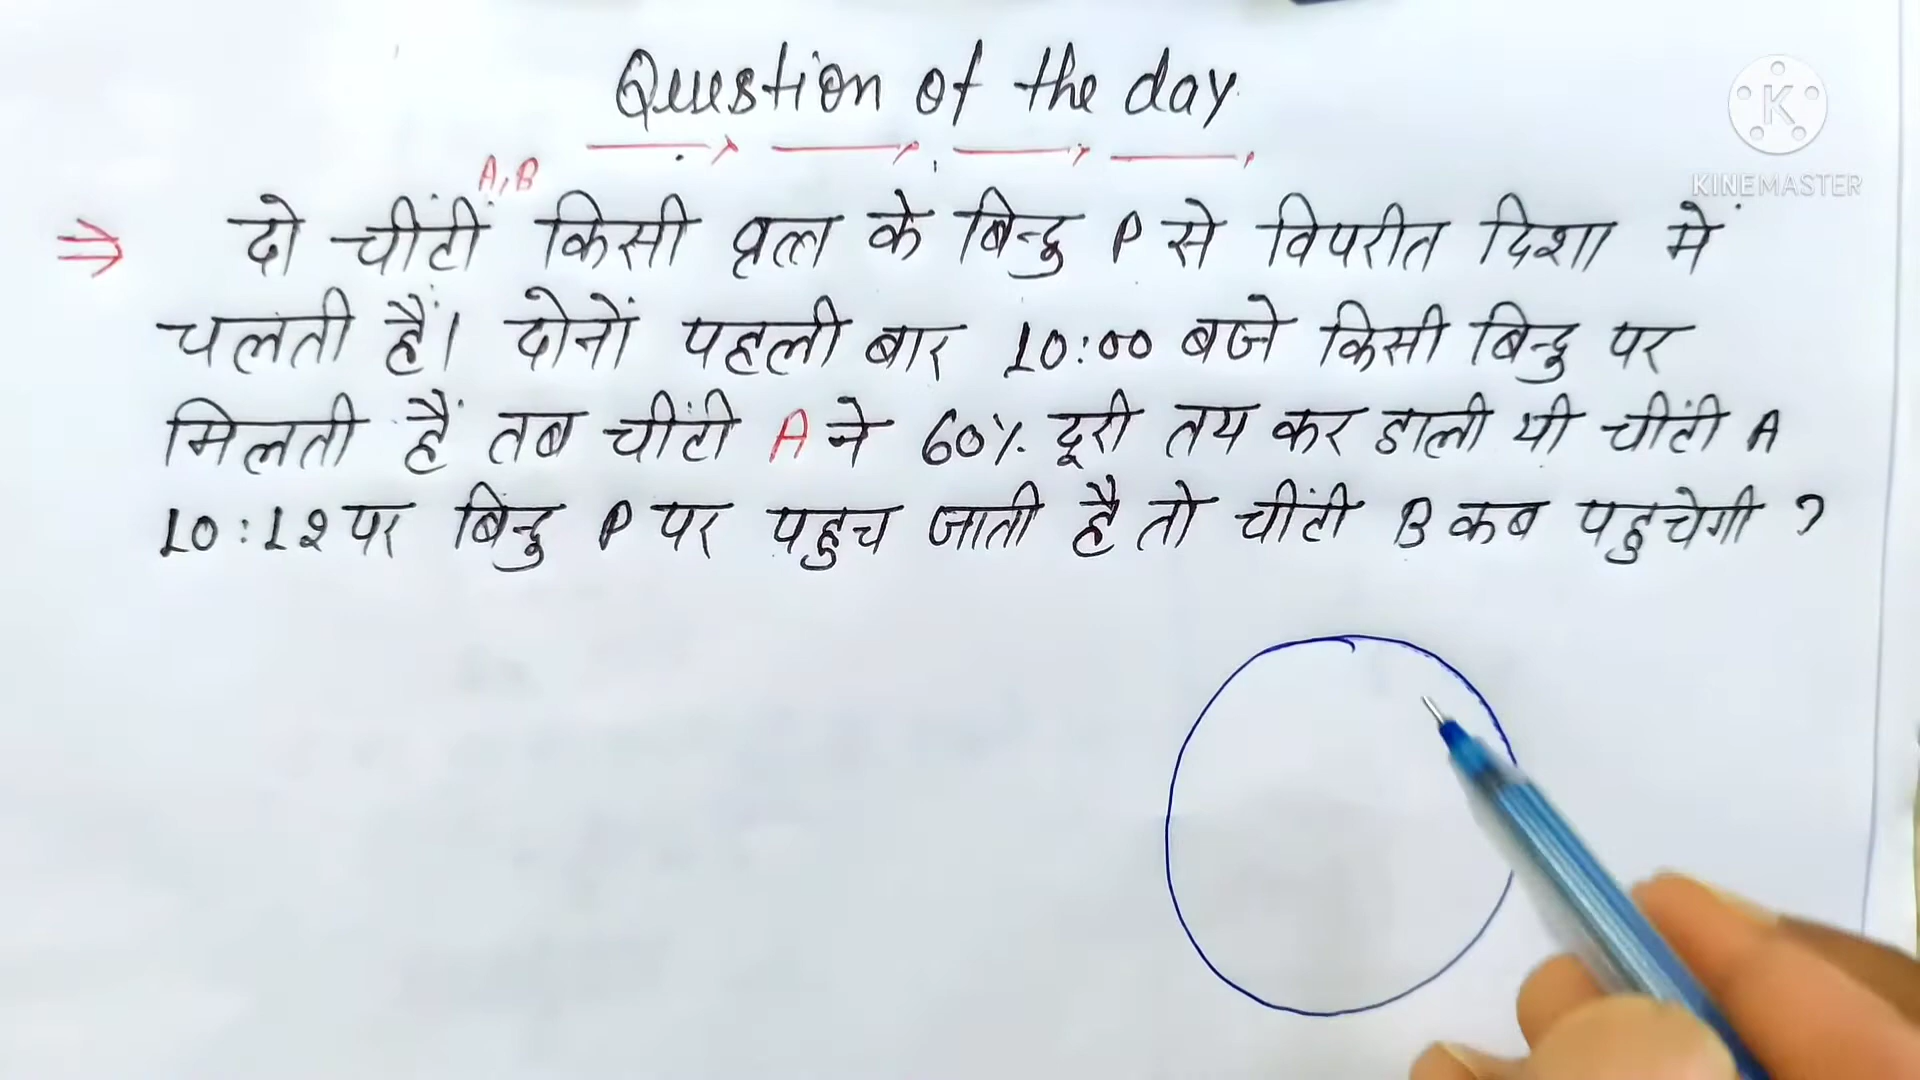 Question of the day
A, B
⇒ दो चींटीं किसी वृत्त के बिन्दु P से विपरीत दिशा में
चलती हैं। दोनों पहली बार 10:00 बजे किसी बिन्दु पर
मिलती हैं तब चींटी A ने 60% दूरी तय कर डाली थी चींटी A
10:12 पर बिन्दु P पर पहुच जाती है तो चींटी B कब पहुचेगी ?
K
KINEMASTER